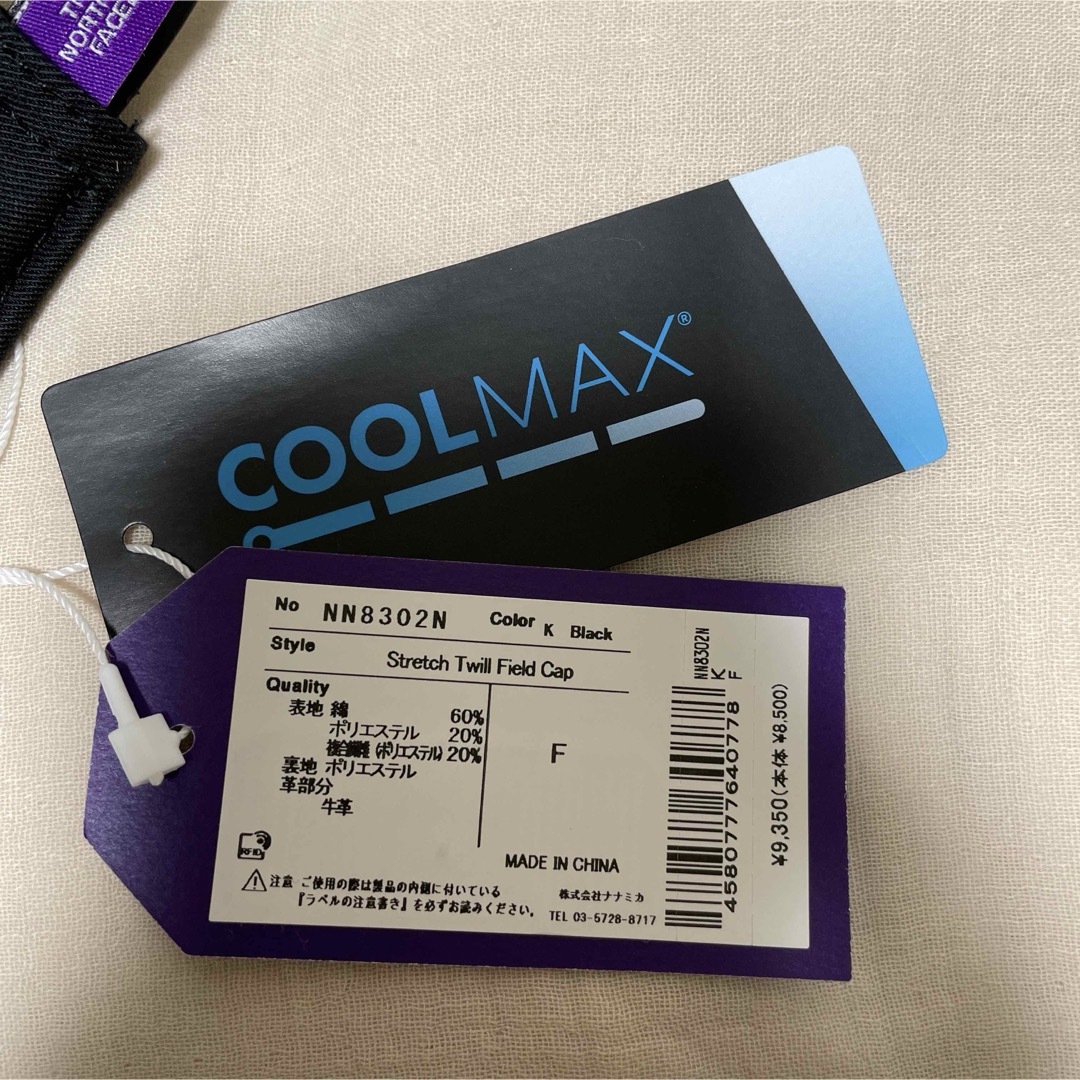 THE
NORTH
FACE
COOLMAX®
No NN8302N Color K Black
Style
Stretch Twill Field Cap
Quality
表地 綿 60%
ポリエステル 20%
複合繊維(ポリエステル) 20%
裏地 ポリエステル
革部分
牛革
F
MADE IN CHINA
RFID
注意 ご使用の際は製品の内側に付いている
『ラベルの注意書き』を必ずお読みください。
株式会社ナナミカ
TEL 03-5728-8717
NN8302N
K
F
4580777640778
¥9,350(本体 ¥8,500)